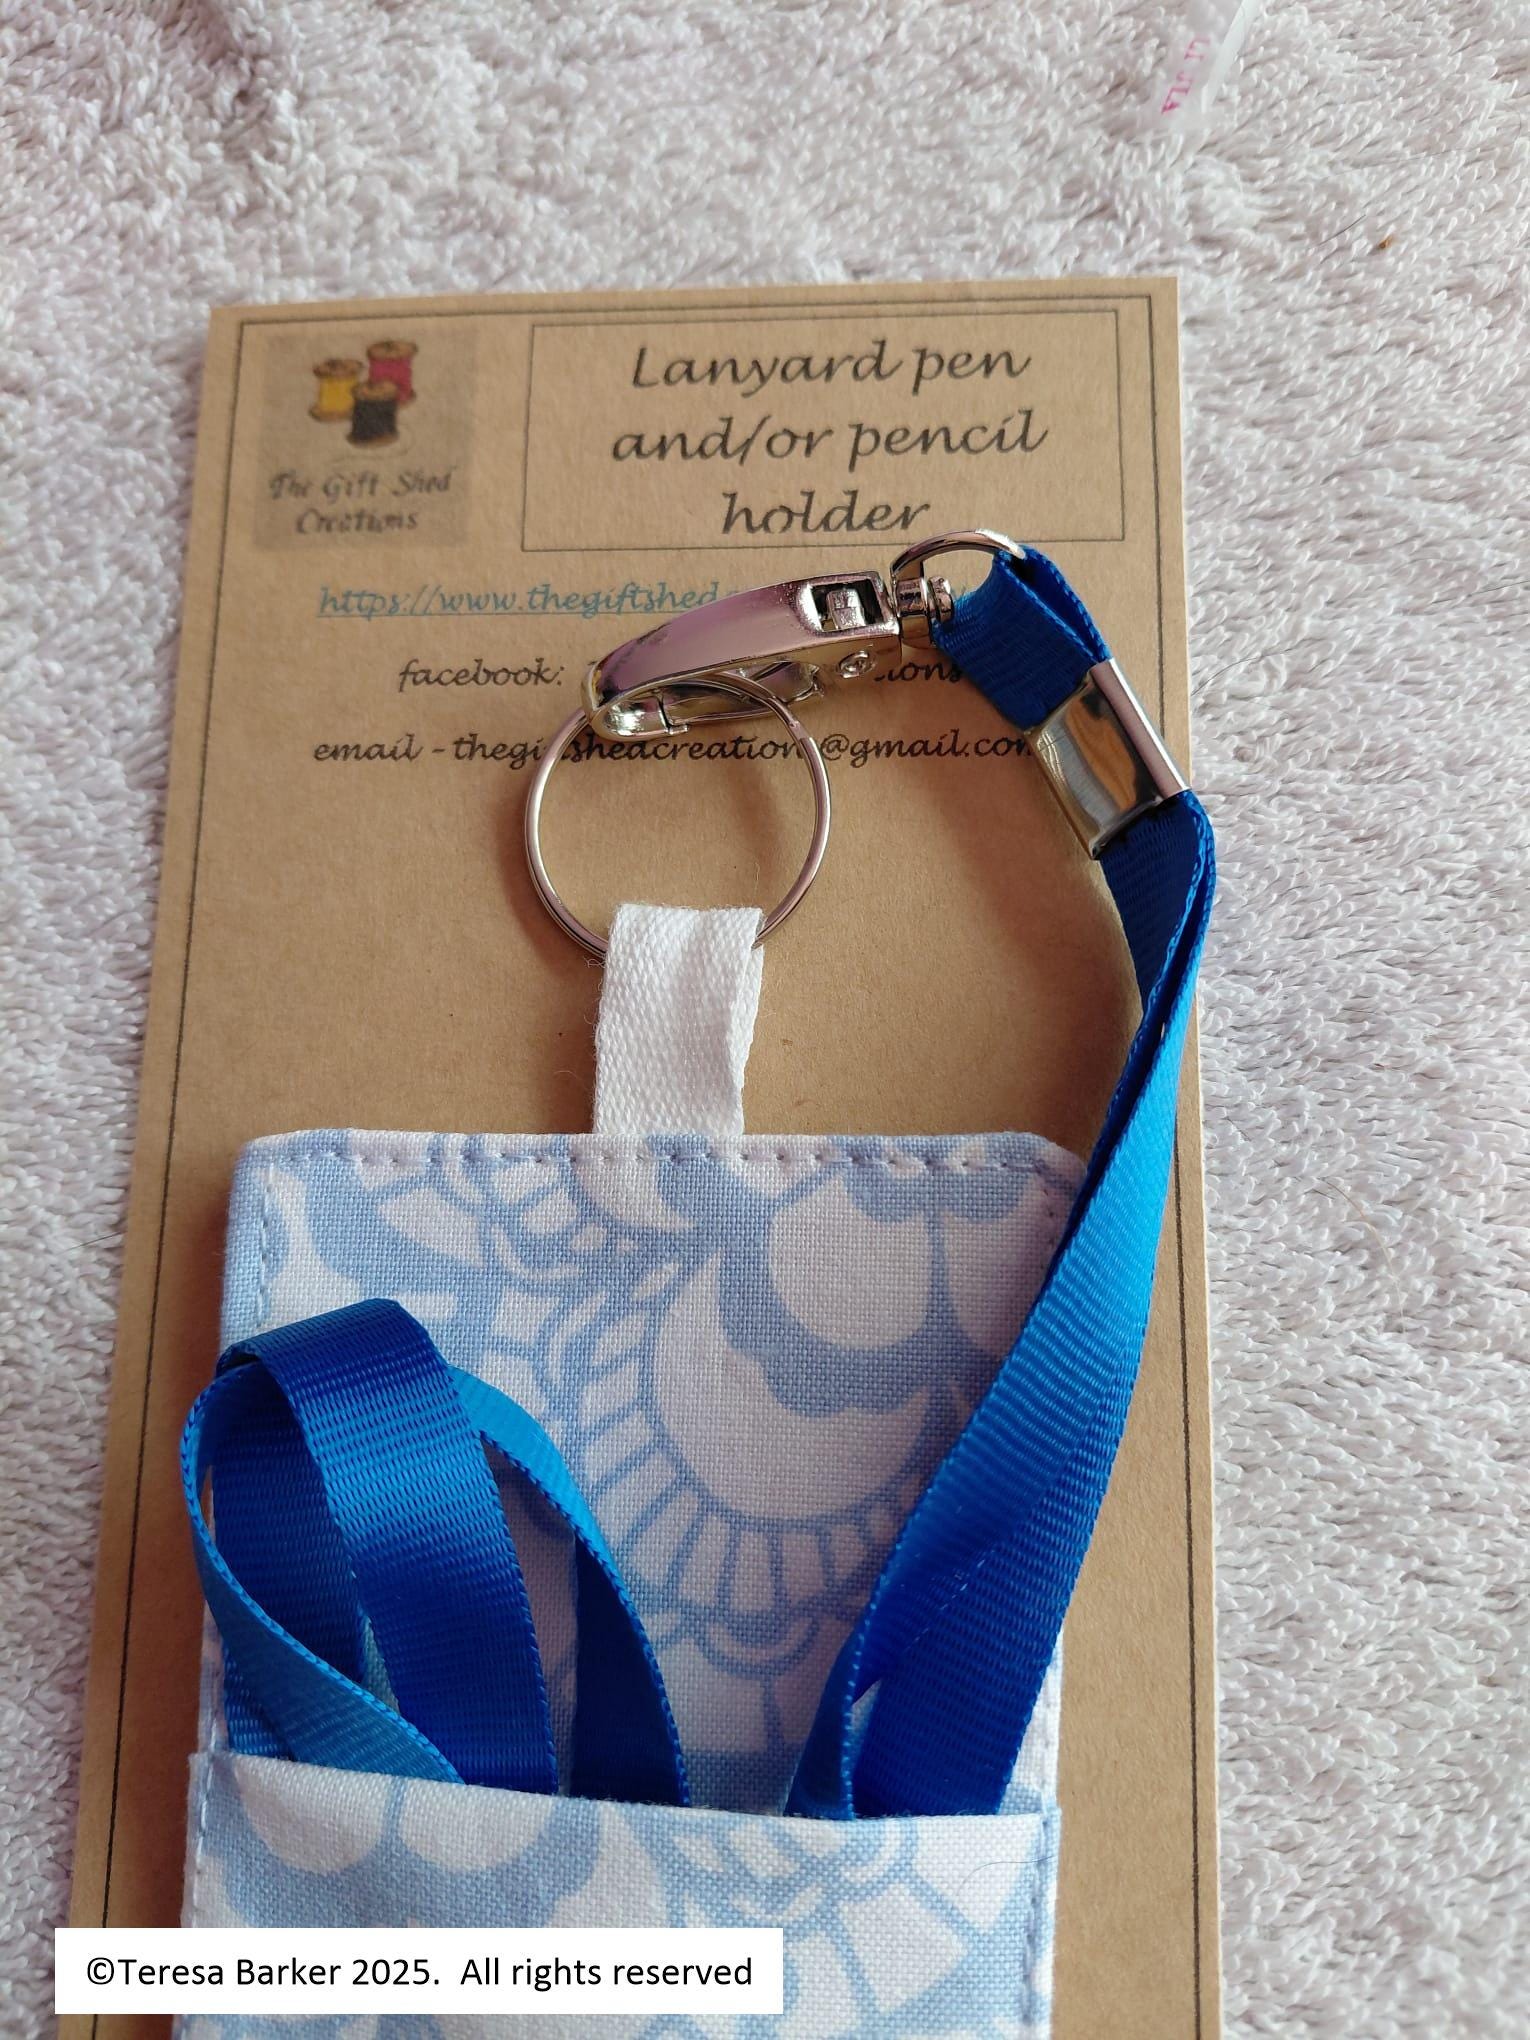 The Gift Shed
Creations
Lanyard pen
and/or pencil
holder
https://www.thegiftshed
facebook:
email - @gmail.com
©Teresa Barker 2025. All rights reserved